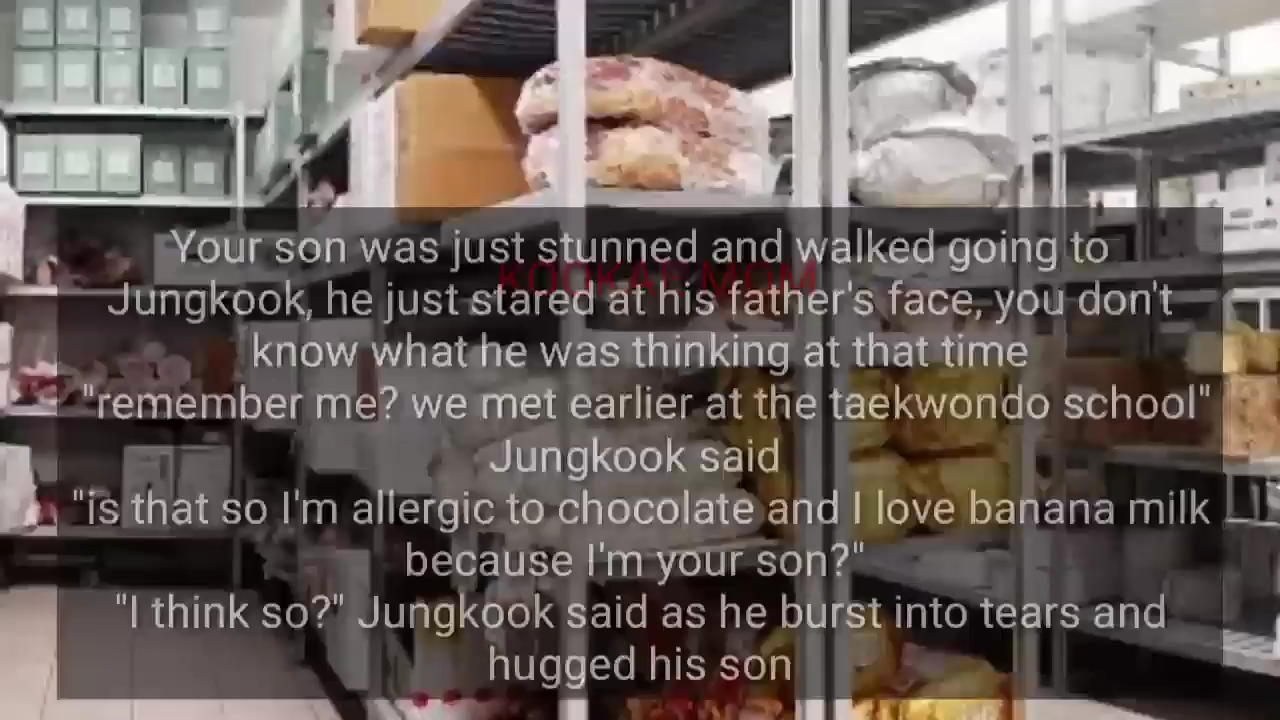 Your son was just stunned and walked going to
KOOKAY MOM
Jungkook, he just stared at his father's face, you don't
know what he was thinking at that time
"remember me? we met earlier at the taekwondo school"
Jungkook said
"is that so I'm allergic to chocolate and I love banana milk
because I'm your son?"
"I think so?" Jungkook said as he burst into tears and
hugged his son